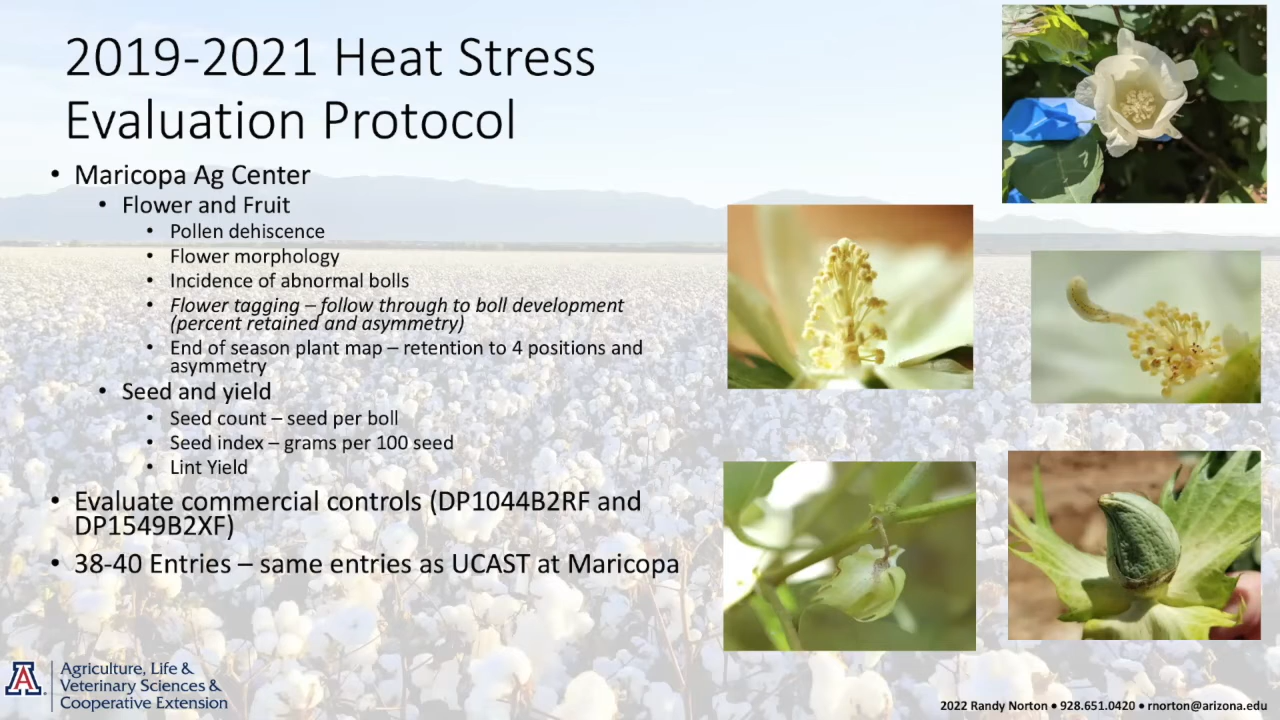 2019-2021 Heat Stress
Evaluation Protocol
• Maricopa Ag Center
• Flower and Fruit
• Pollen dehiscence
• Flower morphology
• Incidence of abnormal bolls
• Flower tagging – follow through to boll development
(percent retained and asymmetry)
• End of season plant map – retention to 4 positions and
asymmetry
• Seed and yield
• Seed count – seed per boll
• Seed index – grams per 100 seed
• Lint Yield
• Evaluate commercial controls (DP1044B2RF and
DP1549B2XF)
• 38-40 Entries – same entries as UCAST at Maricopa
A
Agriculture, Life &
Veterinary Sciences &
Cooperative Extension
2022 Randy Norton ● 928.651.0420 ● rnorton@arizona.edu